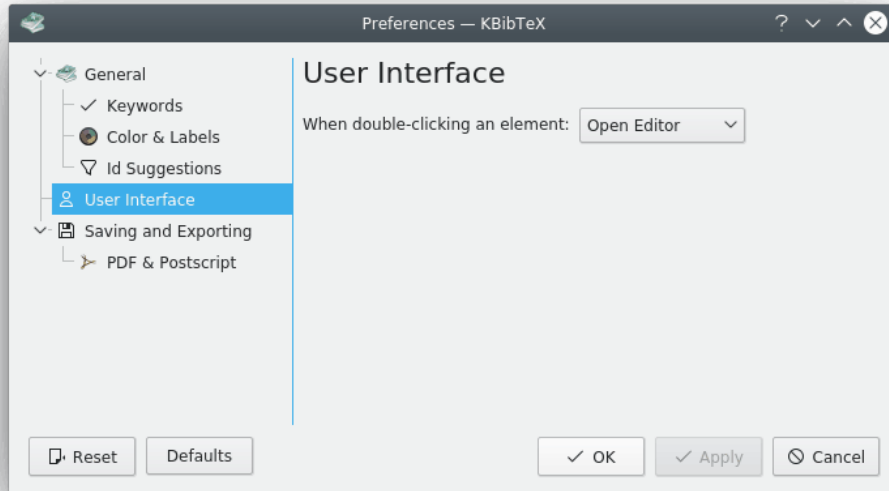 Preferences — KBibTeX
General
Keywords
Color & Labels
Id Suggestions
User Interface
Saving and Exporting
PDF & Postscript
User Interface
When double-clicking an element: Open Editor
Reset Defaults OK Apply Cancel